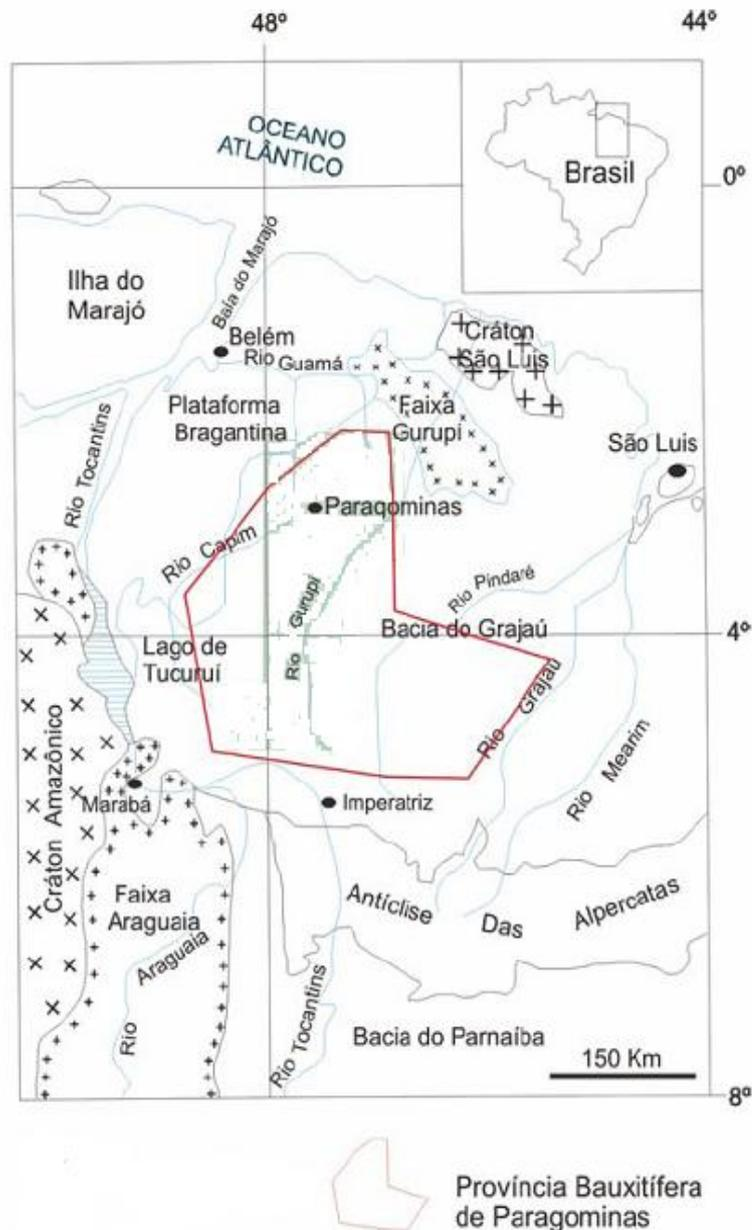 48º
44º
OCEANO
ATLÂNTICO
Brasil
0º
Ilha do
Marajó
Baía do Marajó
Belém
Rio Guamá
Cráton
São Luis
Plataforma
Bragantina
Faixa
Gurupi
São Luis
Rio Tocantins
Paragominas
Rio Capim
Rio Gurupi
Rio Pindaré
Bacia do Grajaú
4º
Lago de
Tucuruí
Rio Grajaú
Rio Mearim
Cráton Amazônico
Marabá
Imperatriz
Faixa
Araguaia
Antíclise Das Alpercatas
Rio Araguaia
Rio Tocantins
Bacia do Parnaíba
150 Km
8º
Província Bauxitífera
de Paragominas